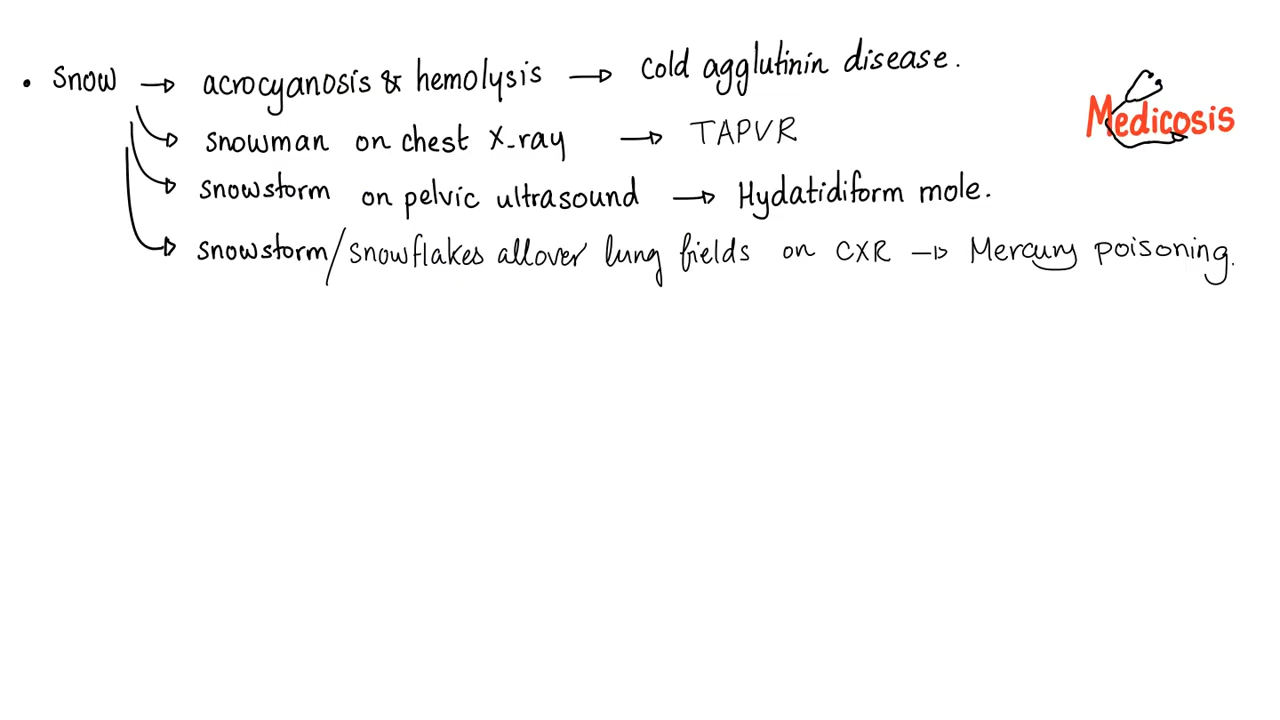 • Snow → acrocyanosis & hemolysis → cold agglutinin disease.
→ snowman on chest X-ray → TAPVR
→ snowstorm on pelvic ultrasound → Hydatidiform mole.
→ snowstorm/snowflakes allover lung fields on CXR → Mercury poisoning.
Medicosis